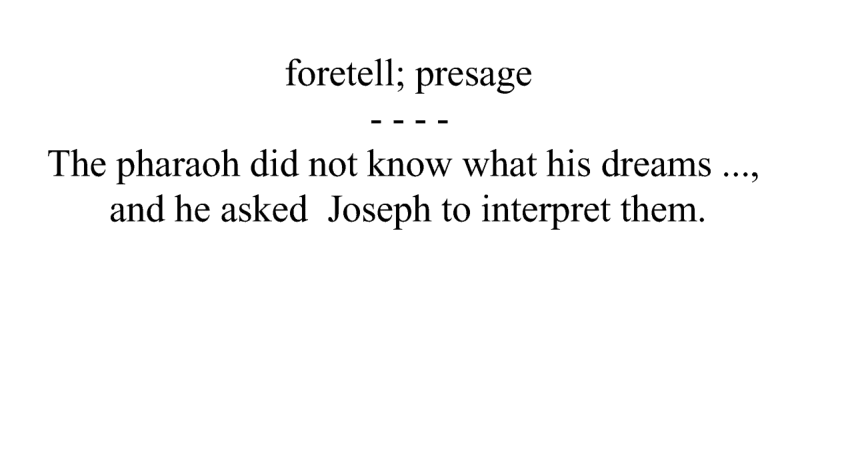 foretell; presage
- - - -
The pharaoh did not know what his dreams ...,
and he asked  Joseph to interpret them.